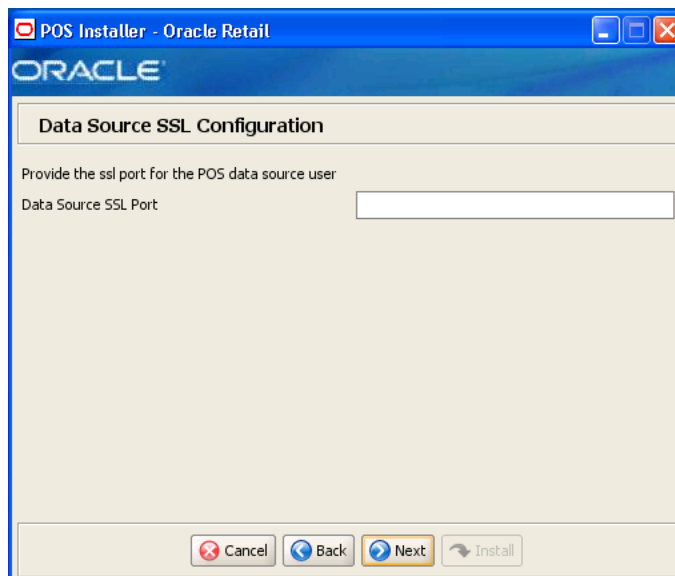 POS Installer - Oracle Retail
ORACLE
Data Source SSL Configuration
Provide the ssl port for the POS data source user
Data Source SSL Port
Cancel
Back
Next
Install